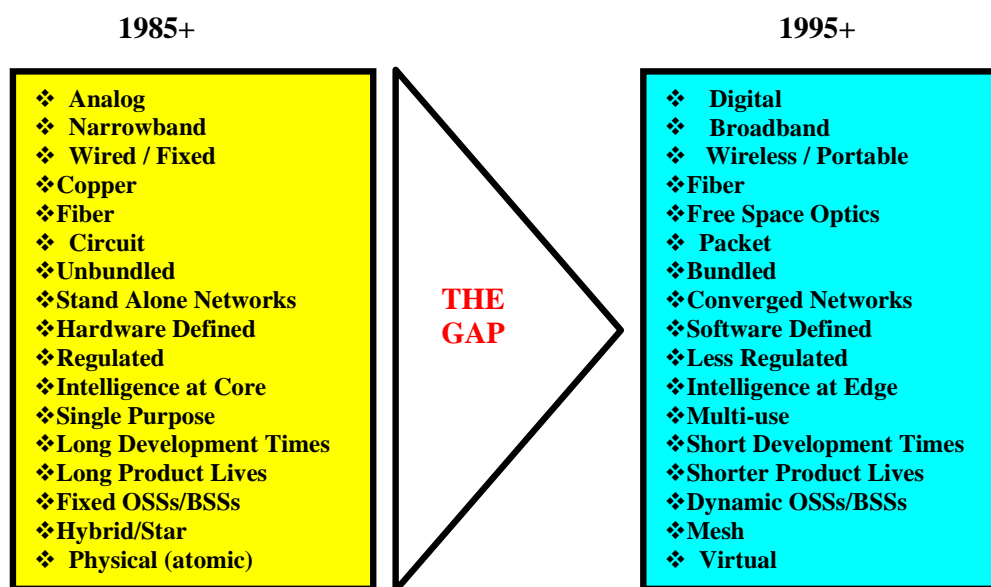 1985+
1995+
❖ Analog
❖ Narrowband
❖ Wired / Fixed
❖Copper
❖Fiber
❖ Circuit
❖Unbundled
❖Stand Alone Networks
❖Hardware Defined
❖Regulated
❖Intelligence at Core
❖Single Purpose
❖Long Development Times
❖Long Product Lives
❖Fixed OSSs/BSSs
❖Hybrid/Star
❖ Physical (atomic)
THE
GAP
❖ Digital
❖ Broadband
❖ Wireless / Portable
❖Fiber
❖Free Space Optics
❖ Packet
❖Bundled
❖Converged Networks
❖Software Defined
❖Less Regulated
❖Intelligence at Edge
❖Multi-use
❖Short Development Times
❖Shorter Product Lives
❖Dynamic OSSs/BSSs
❖Mesh
❖ Virtual